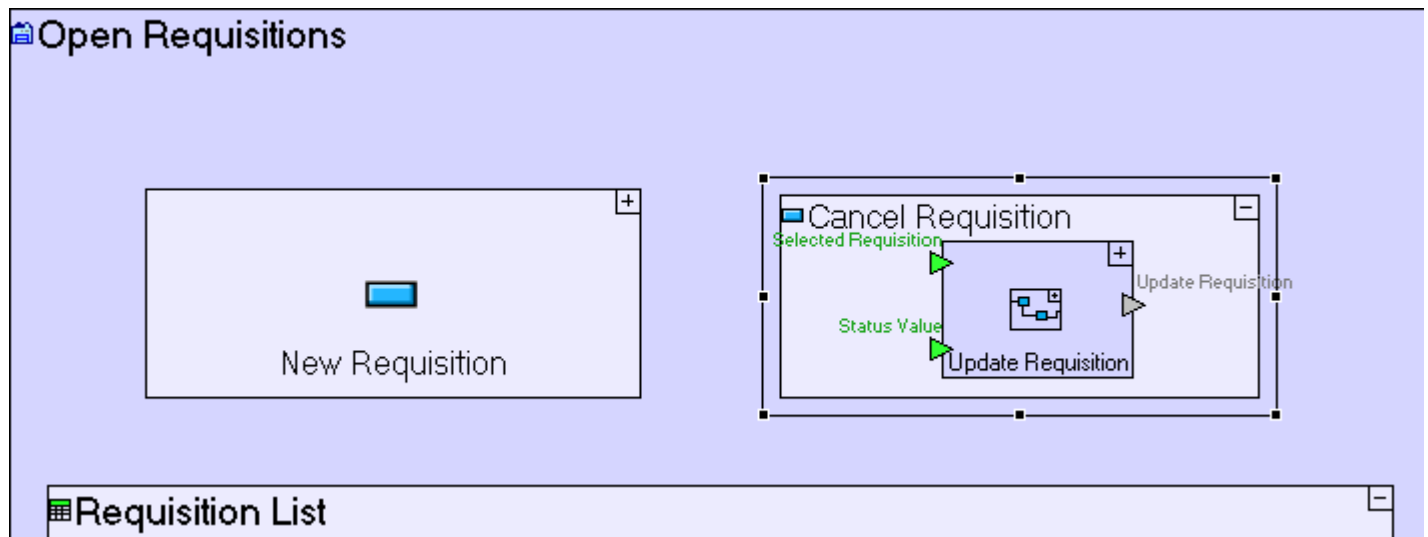 Open Requisitions
Cancel Requisition
Selected Requisition
Update Requisition
Status Value
Update Requisition
New Requisition
Requisition List